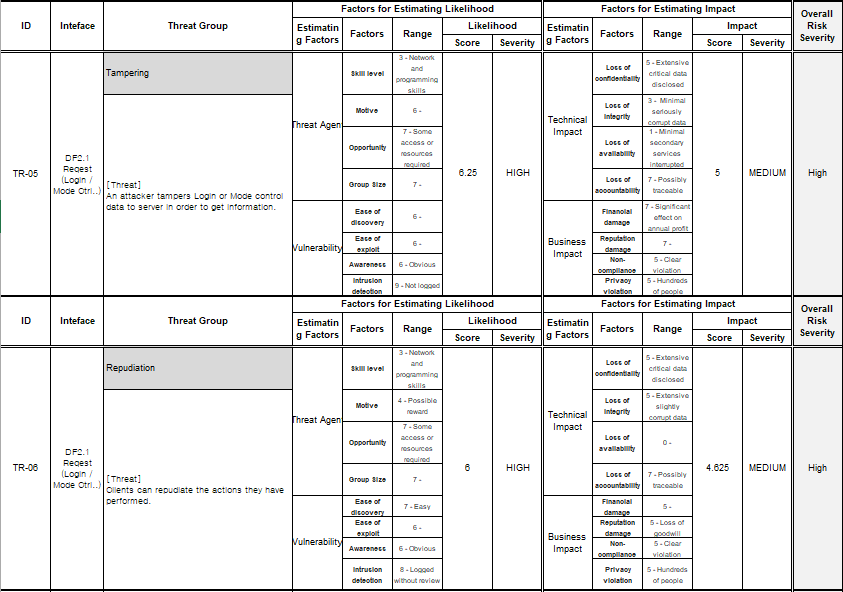 ID
Inteface
Threat Group
Factors for Estimating Likelihood
Estimatin
g Factors
Factors
Range
Likelihood
Score
Severity
Factors for Estimating Impact
Estimatin
g Factors
Factors
Range
Impact
Score
Severity
Overall
Risk
Severity
TR-05
DF2.1
Reqest
(Login /
Mode Ctrl..)
Tampering
[Threat]
An attacker tampers Login or Mode control
data to server in order to get information.
Threat Agen
Skill level
3 - Network
and
programming
skills
Motive
6 -
Opportunity
7 - Some
access or
resources
required
Group Size
7 -
Vulnerability
Ease of
discovery
6 -
Ease of
exploit
6 -
Awareness
6 - Obvious
Intrusion
detection
9 - Not logged
6.25
HIGH
Technical
Impact
Loss of
confidentiality
5 - Extensive
critical data
disclosed
Loss of
integrity
3 - Minimal
seriously
corrupt data
Loss of
availability
1 - Minimal
secondary
services
interrupted
Loss of
accountability
7 - Possibly
traceable
Business
Impact
Financial
damage
7 - Significant
effect on
annual profit
Reputation
damage
7 -
Non-
compliance
5 - Clear
violation
Privacy
violation
5 - Hundreds
of people
5
MEDIUM
High
ID
Inteface
Threat Group
Factors for Estimating Likelihood
Estimatin
g Factors
Factors
Range
Likelihood
Score
Severity
Factors for Estimating Impact
Estimatin
g Factors
Factors
Range
Impact
Score
Severity
Overall
Risk
Severity
TR-06
DF2.1
Reqest
(Login /
Mode Ctrl..)
Repudiation
[Threat]
Clients can repudiate the actions they have
performed.
Threat Agen
Skill level
3 - Network
and
programming
skills
Motive
4 - Possible
reward
Opportunity
7 - Some
access or
resources
required
Group Size
7 -
Vulnerability
Ease of
discovery
7 - Easy
Ease of
exploit
6 -
Awareness
6 - Obvious
Intrusion
detection
8 - Logged
without review
6
HIGH
Technical
Impact
Loss of
confidentiality
5 - Extensive
critical data
disclosed
Loss of
integrity
5 - Extensive
slightly
corrupt data
Loss of
availability
0 -
Loss of
accountability
7 - Possibly
traceable
Business
Impact
Financial
damage
5 -
Reputation
damage
5 - Loss of
goodwill
Non-
compliance
5 - Clear
violation
Privacy
violation
5 - Hundreds
of people
4.625
MEDIUM
High